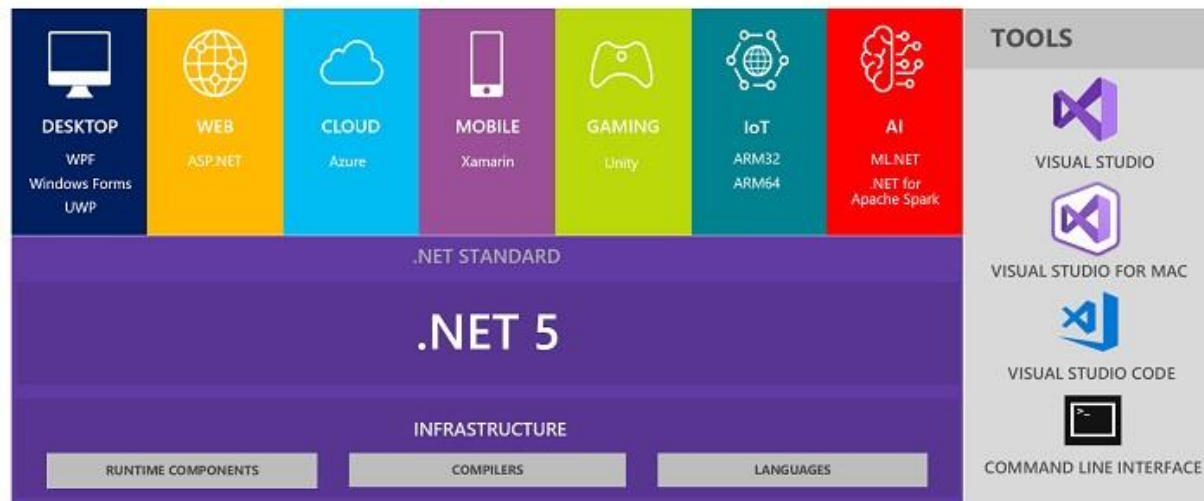 DESKTOP
WPF
Windows Forms
UWP
WEB
ASP.NET
CLOUD
Azure
MOBILE
Xamarin
GAMING
Unity
IoT
ARM32
ARM64
AI
ML.NET
.NET for
Apache Spark
.NET STANDARD
.NET 5
INFRASTRUCTURE
RUNTIME COMPONENTS
COMPILERS
LANGUAGES
TOOLS
VISUAL STUDIO
VISUAL STUDIO FOR MAC
VISUAL STUDIO CODE
>_
COMMAND LINE INTERFACE